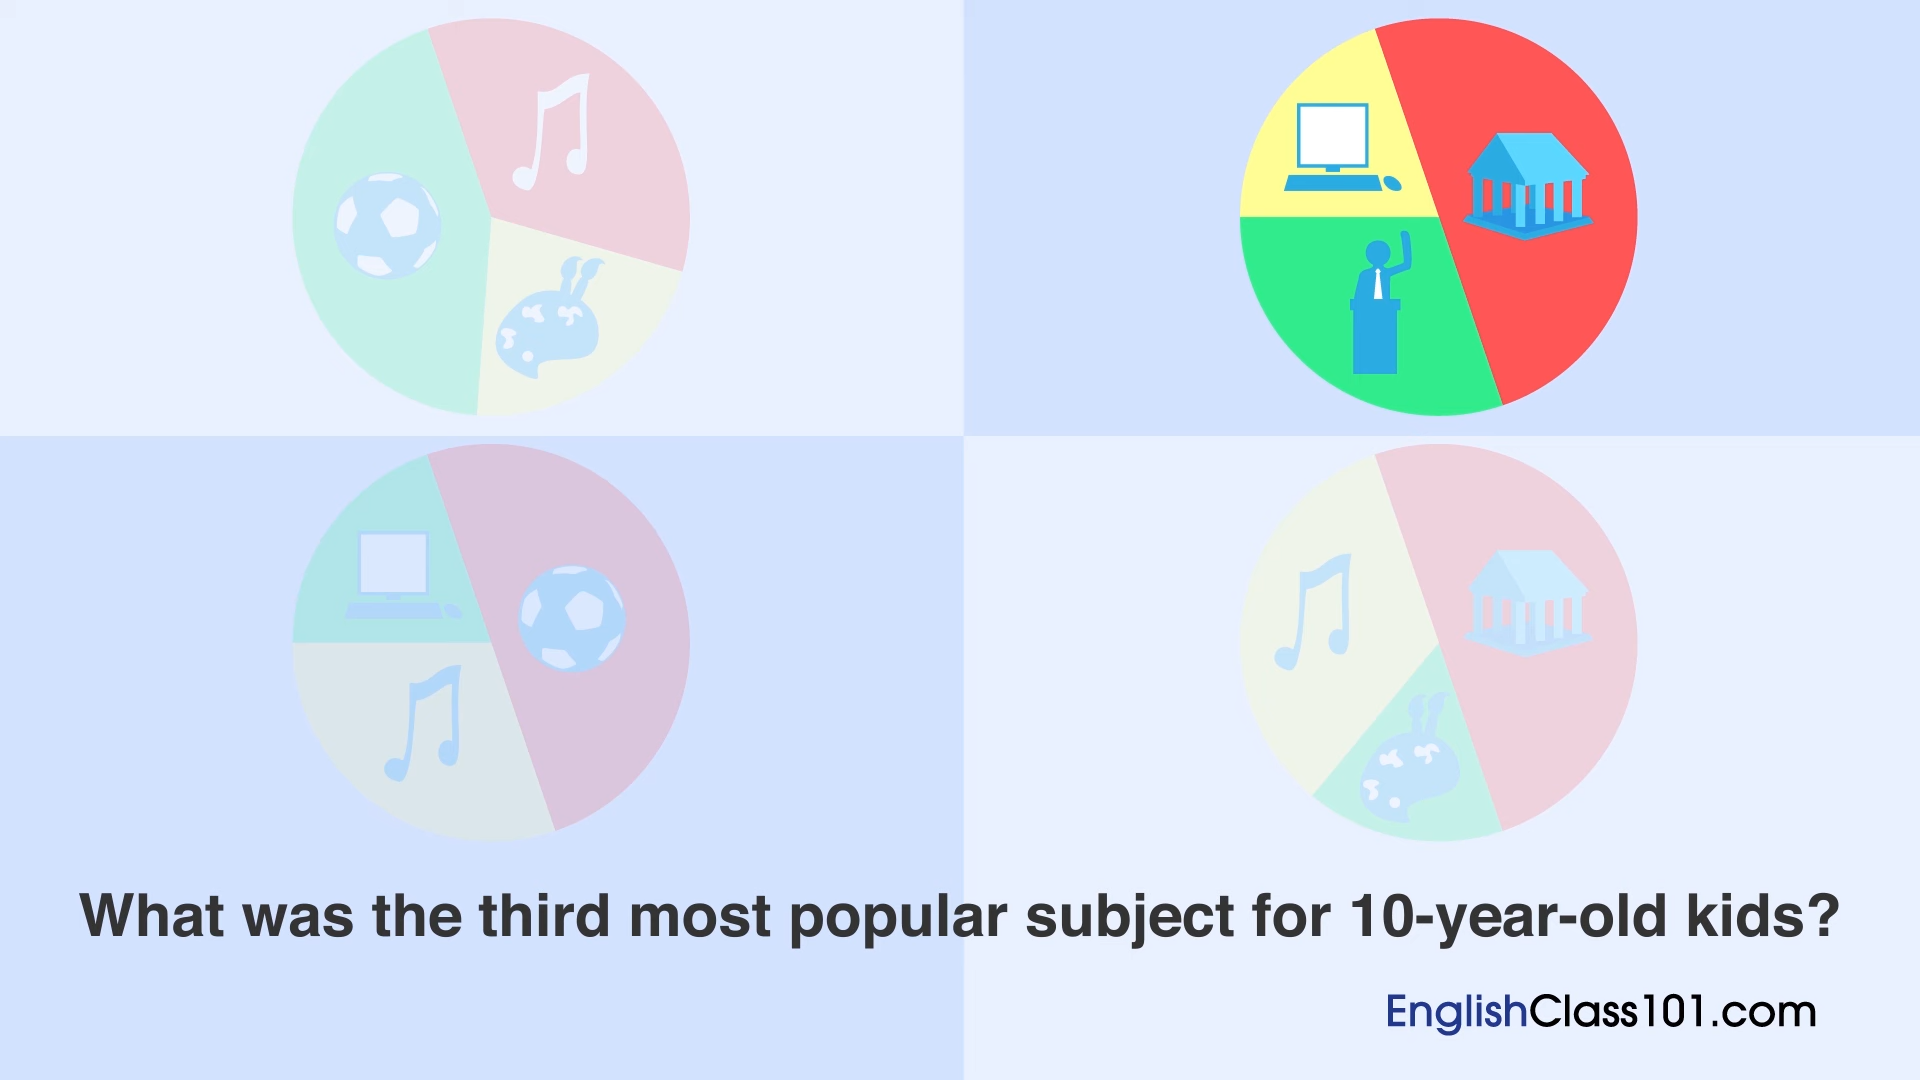 What was the third most popular subject for 10-year-old kids?
EnglishClass101.com